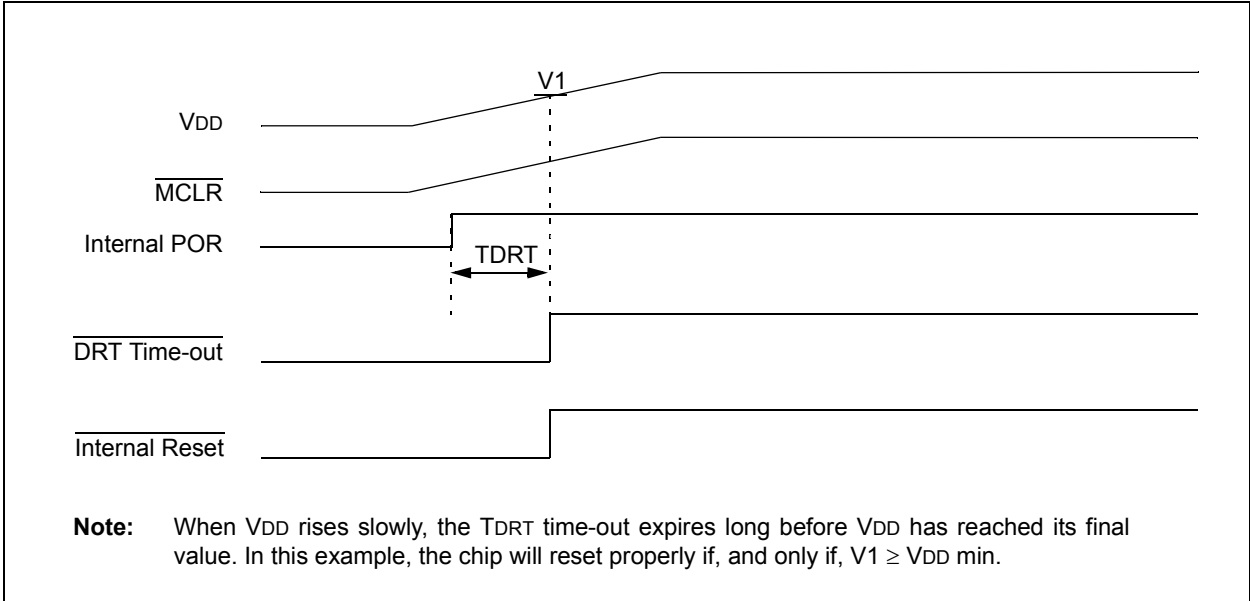 V1
VDD
MCLR
Internal POR
TDRT
DRT Time-out
Internal Reset
Note: When VDD rises slowly, the TDRT time-out expires long before VDD has reached its final
value. In this example, the chip will reset properly if, and only if, V1 ≥ VDD min.